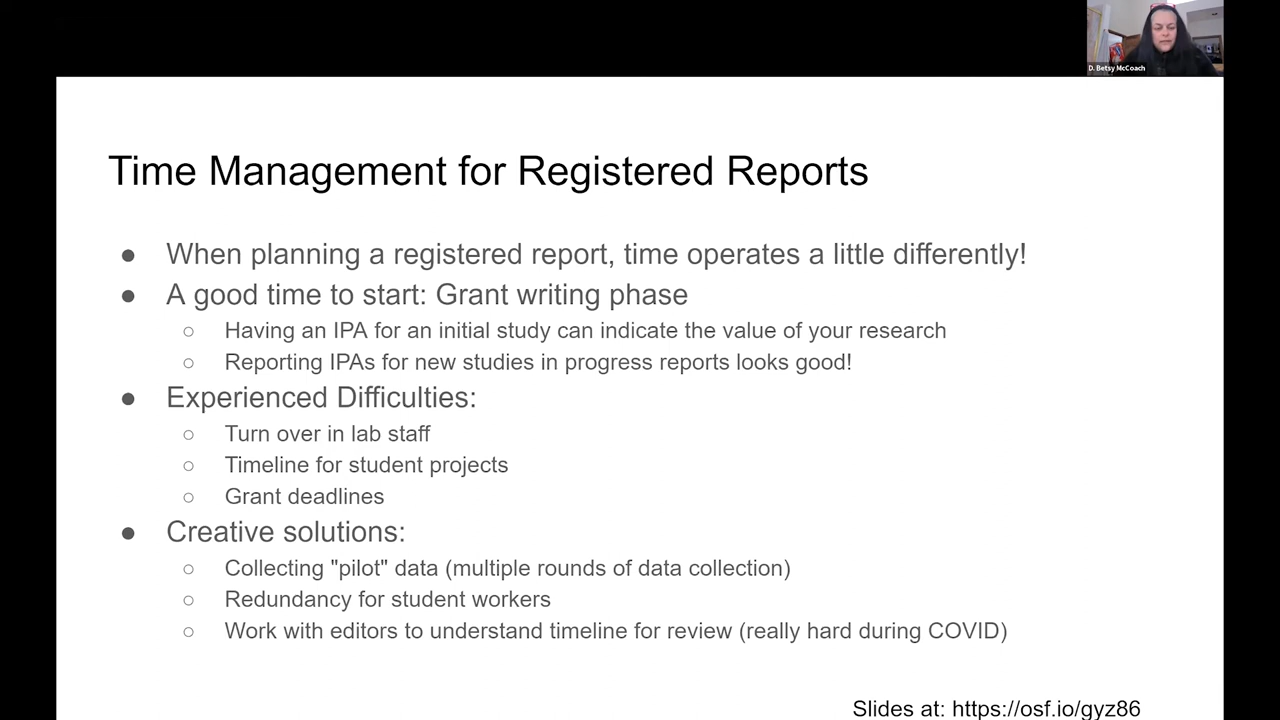 D. Betsy McCoach
Time Management for Registered Reports
● When planning a registered report, time operates a little differently!
● A good time to start: Grant writing phase
○ Having an IPA for an initial study can indicate the value of your research
○ Reporting IPAs for new studies in progress reports looks good!
● Experienced Difficulties:
○ Turn over in lab staff
○ Timeline for student projects
○ Grant deadlines
● Creative solutions:
○ Collecting "pilot" data (multiple rounds of data collection)
○ Redundancy for student workers
○ Work with editors to understand timeline for review (really hard during COVID)
Slides at: https://osf.io/gyz86